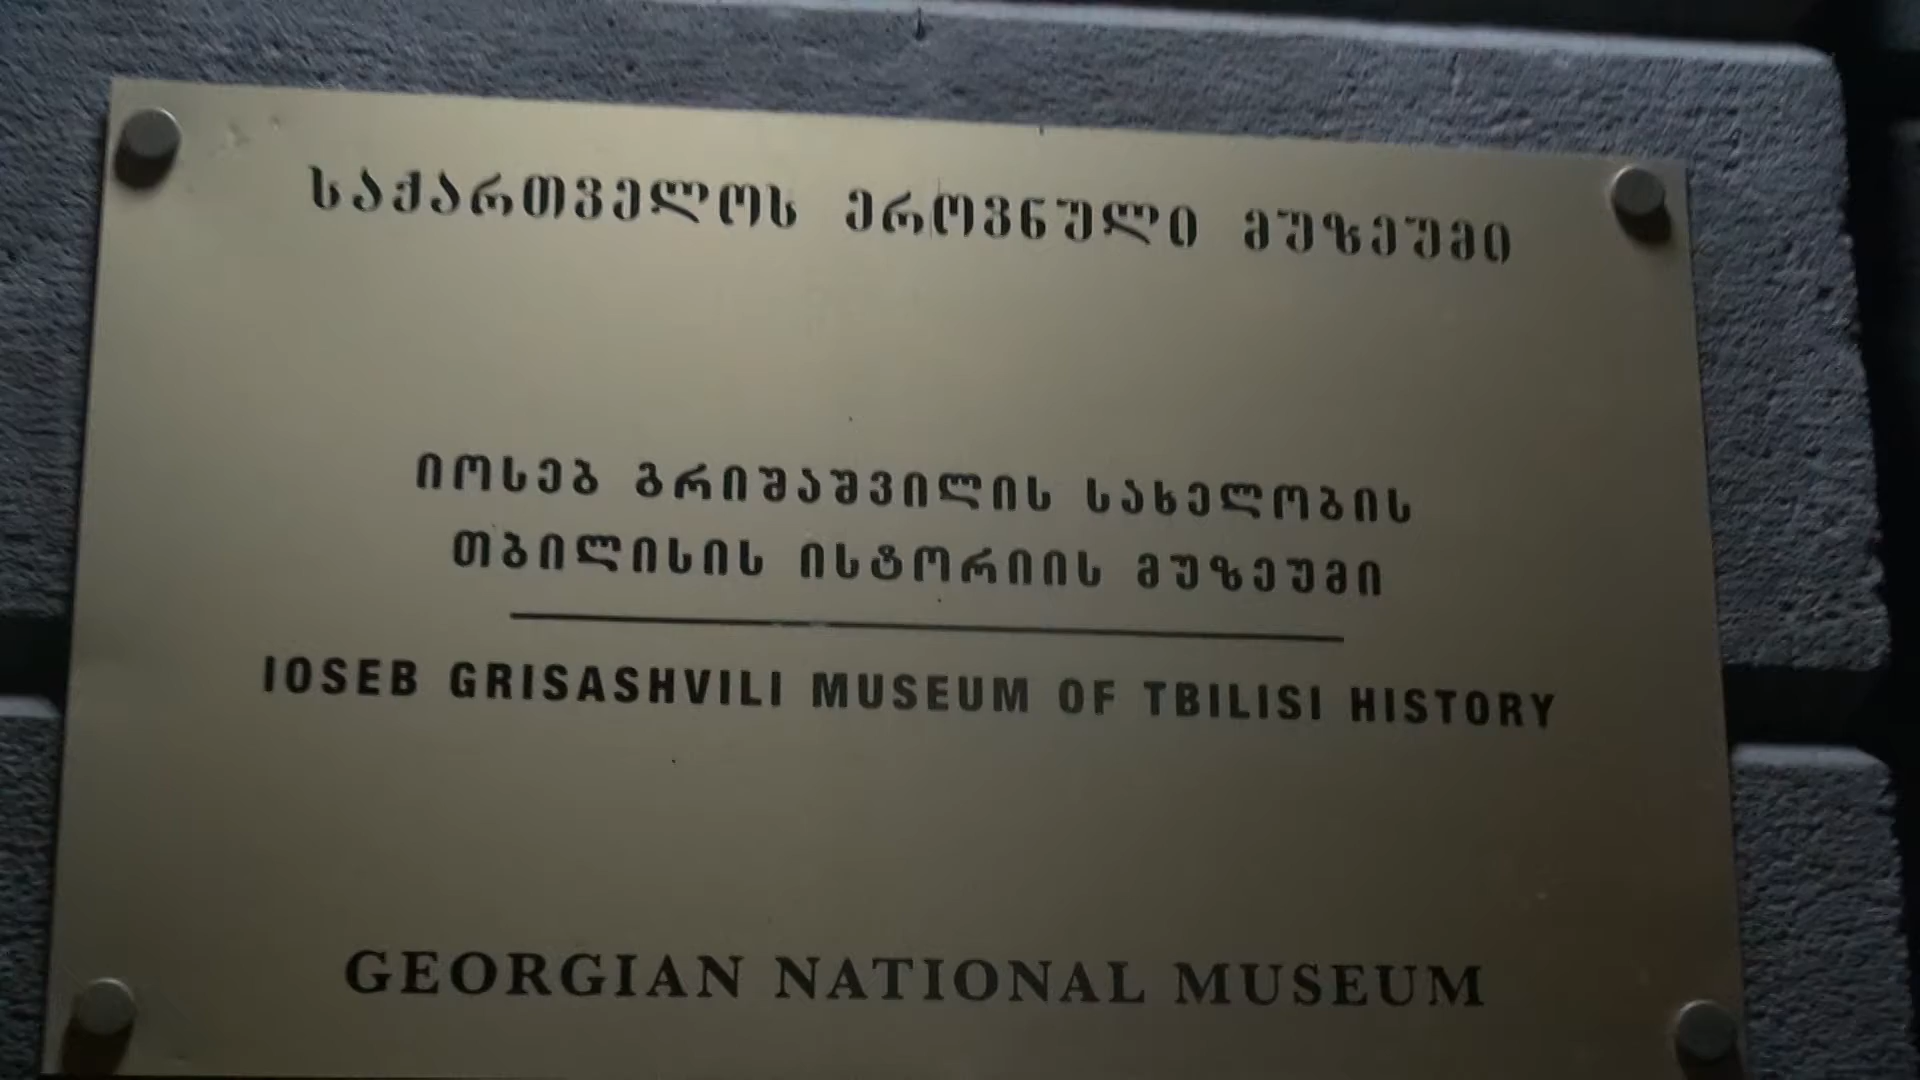 საქართველოს ეროვნული მუზეუმი
იოსებ გრიშაშვილის სახელობის
თბილისის ისტორიის მუზეუმი
IOSEB GRISASHVILI MUSEUM OF TBILISI HISTORY
GEORGIAN NATIONAL MUSEUM